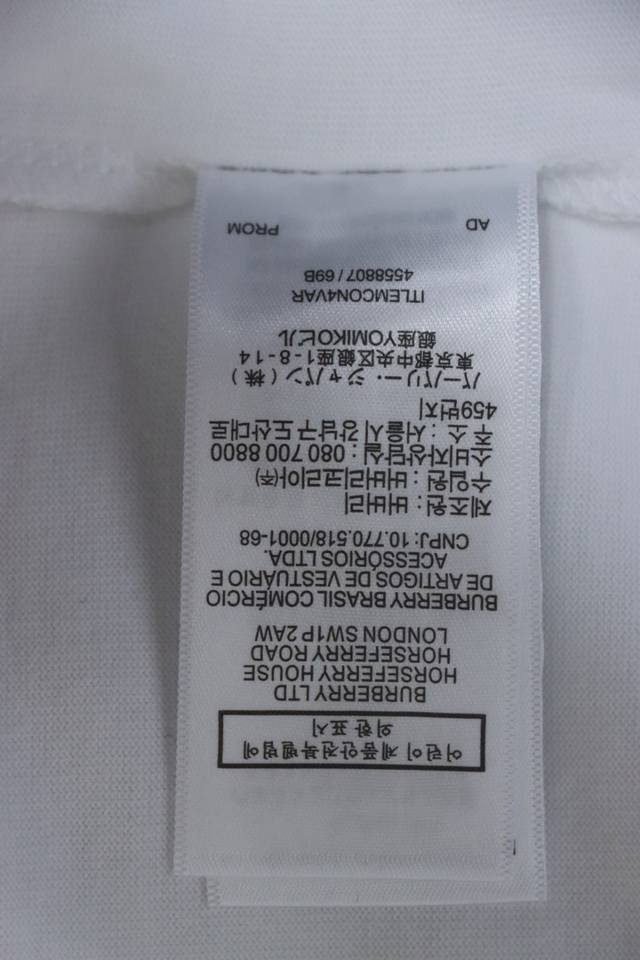 어린이제품안전특별법에
의한 표시
BURBERRY LTD
HORSEFERRY HOUSE
HORSEFERRY ROAD
LONDON SW1P 2AW
BURBERRY BRASIL COMÉRCIO
DE ARTIGOS DE VESTUÁRIO E
ACESSÓRIOS LTDA.
CNPJ: 10.770.518/0001-68
제조원 : 버버리
수입원 : 버버리코리아㈜
소비자상담실 : 080 700 8800
주 소 : 서울시 강남구 도산대로
459번지
バーバリー・ジャパン(株)
東京都中央区銀座1-8-14
銀座YOMIKOビル
ITLEMCON4VAR
4558807 / 69B
AD PROM